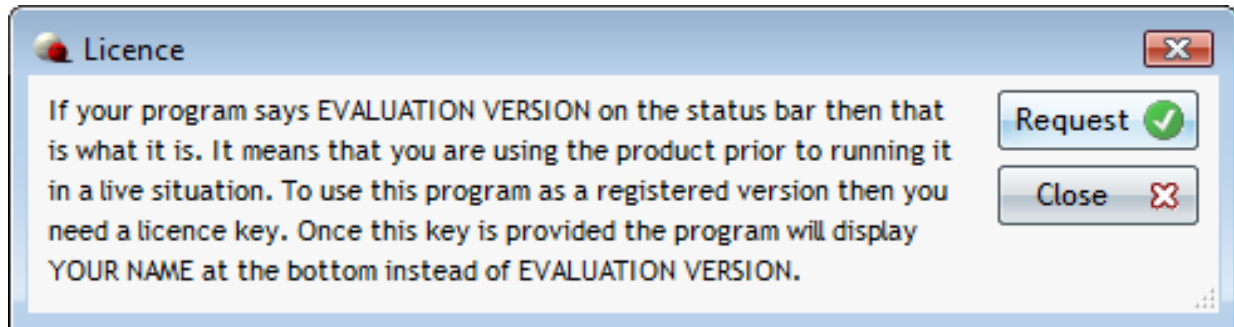 Licence
If your program says EVALUATION VERSION on the status bar then that
is what it is. It means that you are using the product prior to running it
in a live situation. To use this program as a registered version then you
need a licence key. Once this key is provided the program will display
YOUR NAME at the bottom instead of EVALUATION VERSION.
Request
Close